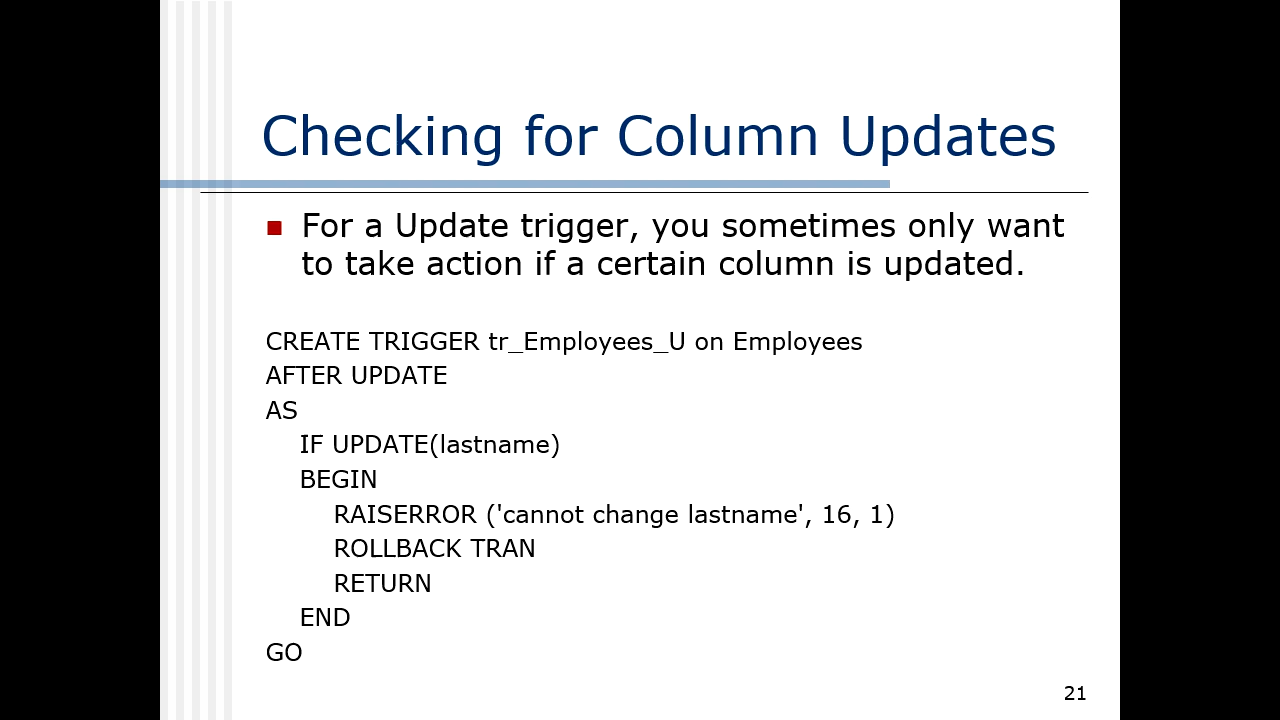 Checking for Column Updates
For a Update trigger, you sometimes only want
to take action if a certain column is updated.
CREATE TRIGGER tr_Employees_U on Employees
AFTER UPDATE
AS
IF UPDATE(lastname)
BEGIN
RAISERROR ('cannot change lastname', 16, 1)
ROLLBACK TRAN
RETURN
END
GO
21